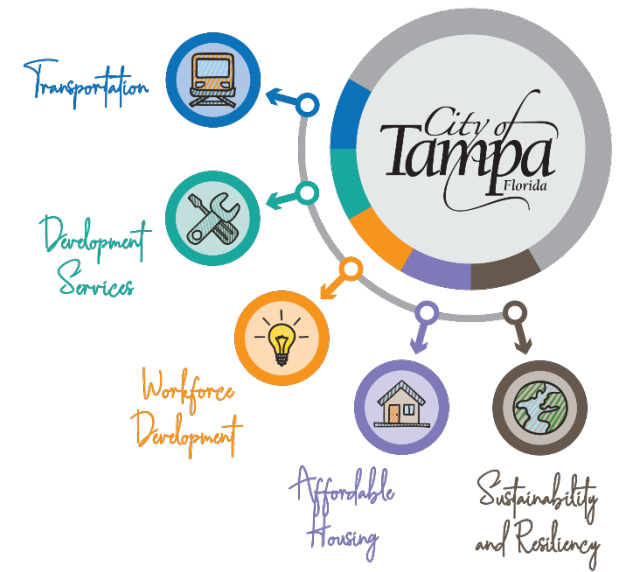 City of
Tampa
Florida
Transportation
Development
Services
Workforce
Development
Affordable
Housing
Sustainability
and Resiliency